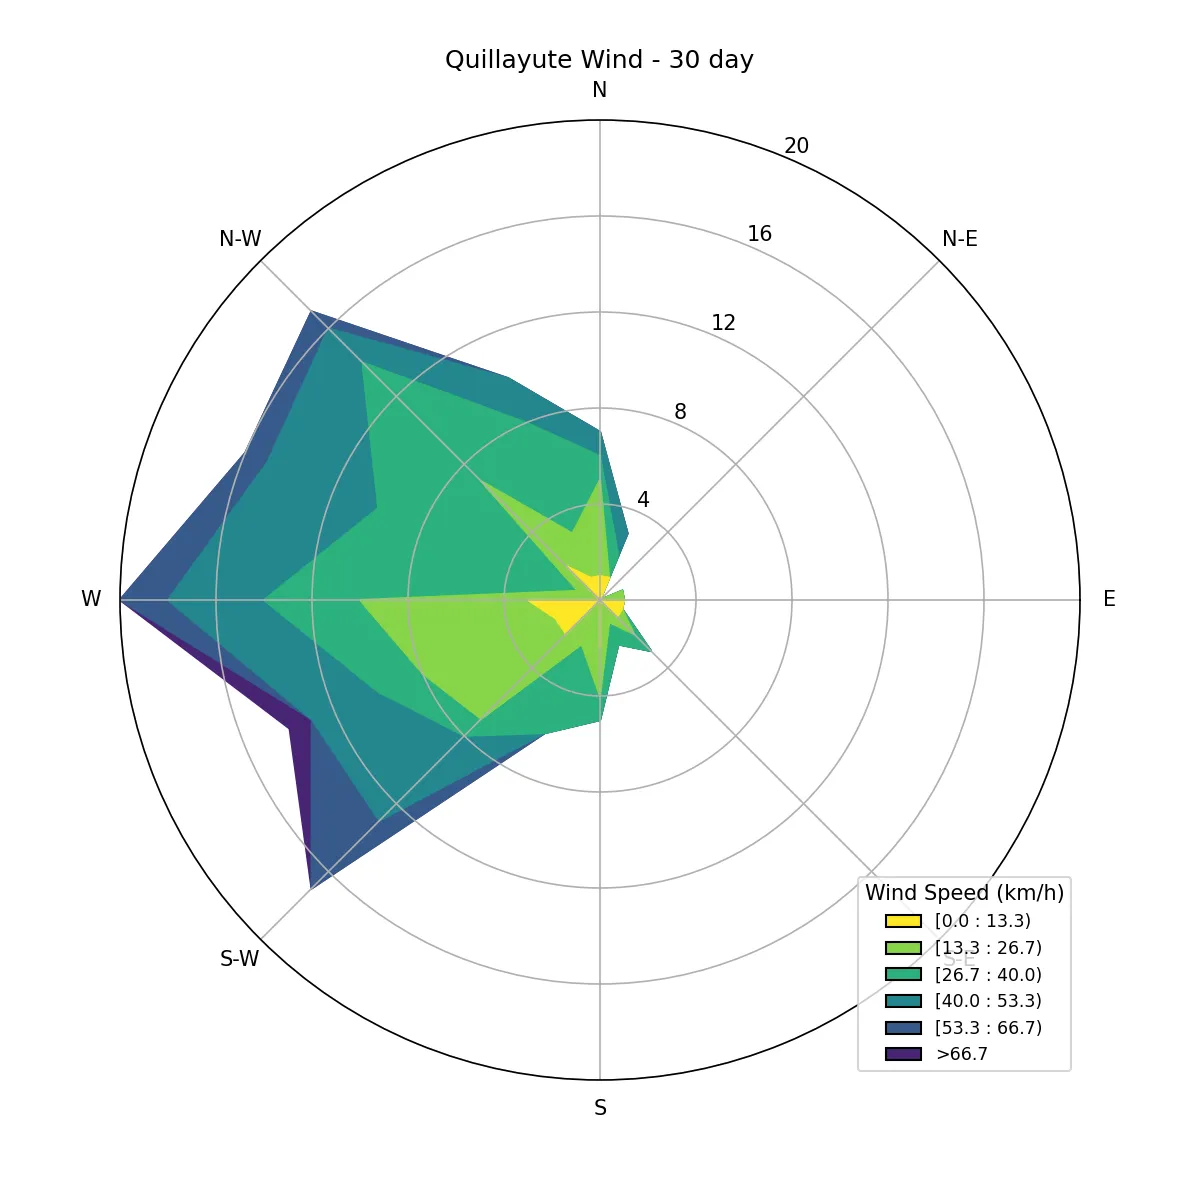 Quillayute Wind - 30 day
N
20
N-W
N-E
16
12
8
4
W
E
S-W
S-E
Wind Speed (km/h)
[0.0 : 13.3)
[13.3 : 26.7)
[26.7 : 40.0)
[40.0 : 53.3)
[53.3 : 66.7)
>66.7
S